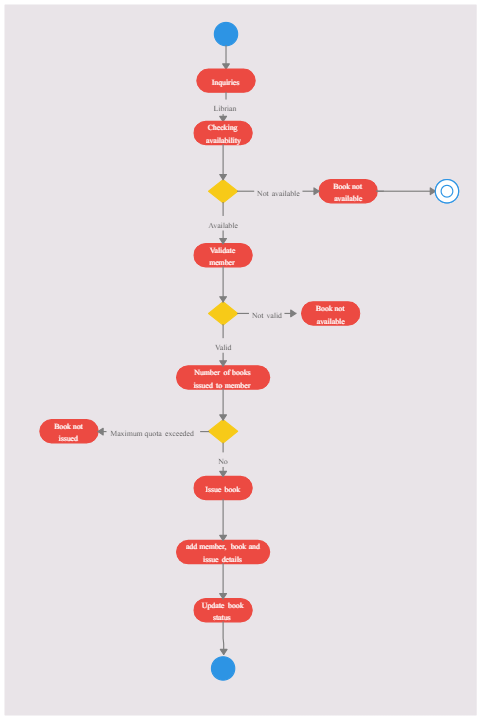 Inquiries
Librian
Checking
availability
Not available
Book not
available
Available
Validate
member
Not valid
Book not
available
Valid
Number of books
issued to member
Book not
issued
Maximum quota exceeded
No
Issue book
add member, book and
issue details
Update book
status